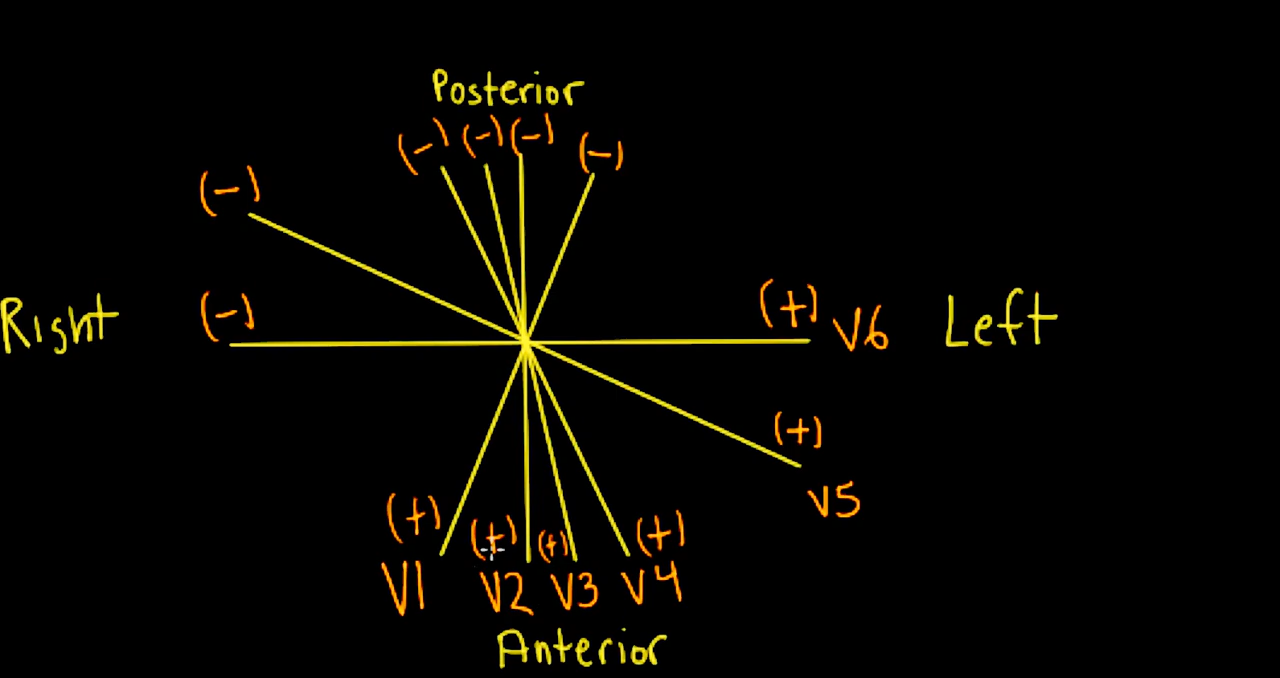 Posterior
(-) (-) (-) (-)
(-)
Right (-) (+) V6 Left
(+)
V5
(+) (+) (+) (+)
V1 V2 V3 V4
Anterior